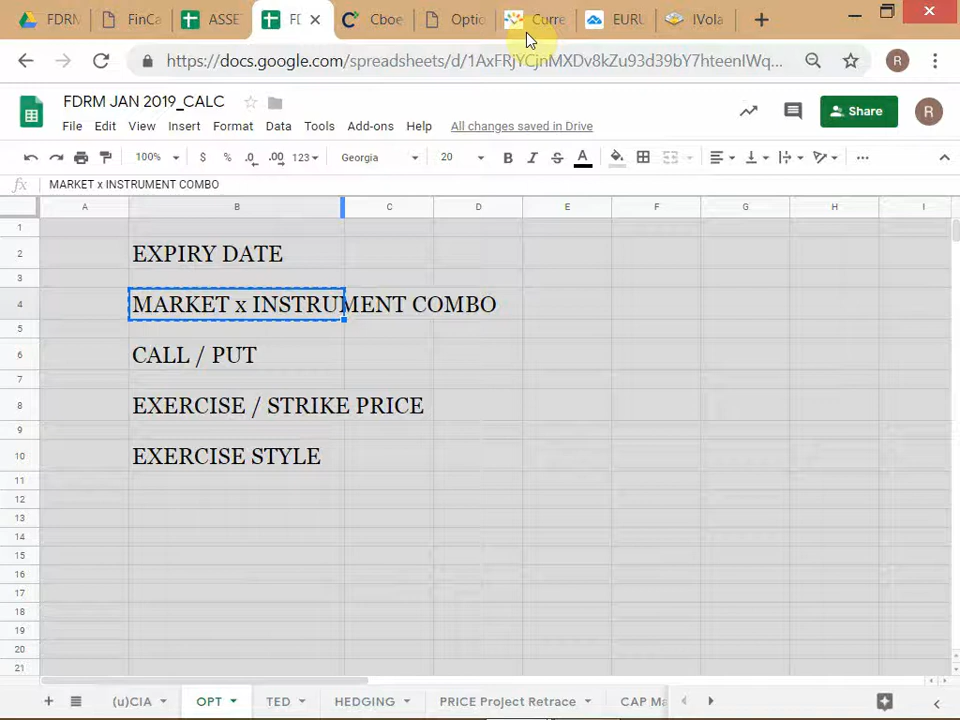 FDRM
FinCa
ASSE
FD
Cboe
Optio
Curre
EURU
IVola
https://docs.google.com/spreadsheets/d/1AxFRjYCjnMXDv8kZu93d39bY7hteenIWq...
R
FDRM JAN 2019_CALC
Share
R
File Edit View Insert Format Data Tools Add-ons Help All changes saved in Drive
100% $ % .0 .00 123 Georgia 20 B I S A
fx MARKET x INSTRUMENT COMBO
A B C D E F G H I
1
2 EXPIRY DATE
3
4 MARKET x INSTRUMENT COMBO
5
6 CALL / PUT
7
8 EXERCISE / STRIKE PRICE
9
10 EXERCISE STYLE
11
12
13
14
15
16
17
18
19
20
21
(u)CIA OPT TED HEDGING PRICE Project Retrace CAP Ma